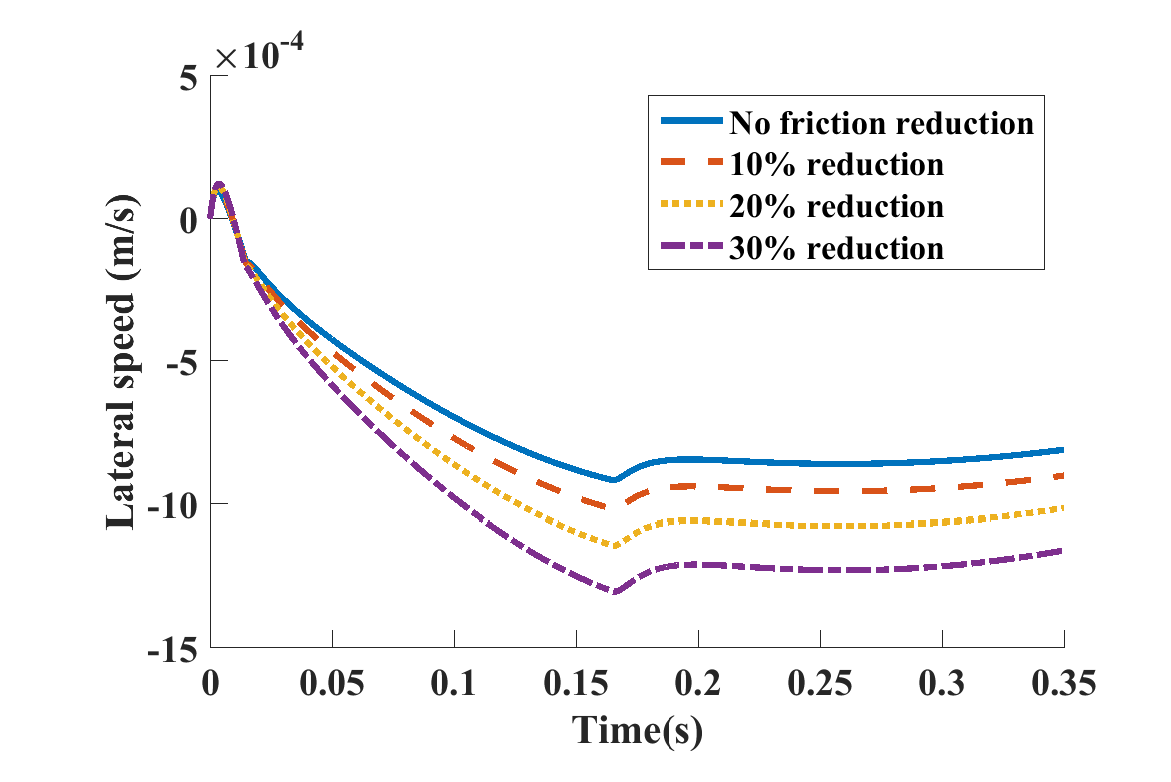 ×10-4
5
0
-5
-10
-15
Lateral speed (m/s)
No friction reduction
10% reduction
20% reduction
30% reduction
0 0.05 0.1 0.15 0.2 0.25 0.3 0.35
Time(s)